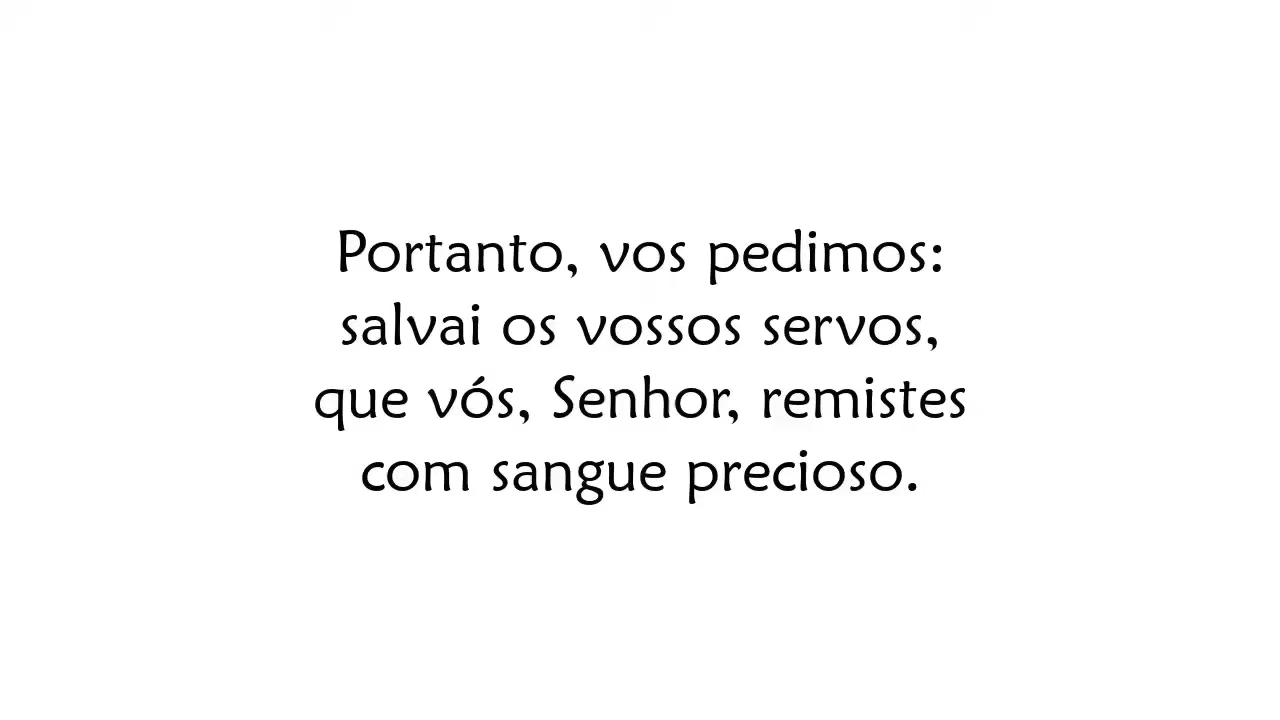 Portanto, vos pedimos:
salvai os vossos servos,
que vós, Senhor, remistes
com sangue precioso.